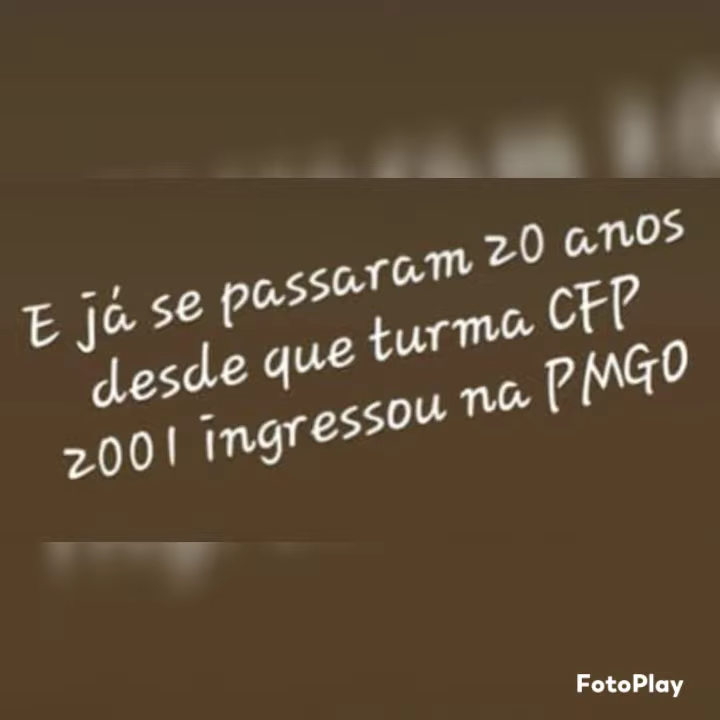 E já se passaram 20 anos
desde que turma CFP
2001 ingressou na PMGO
FotoPlay